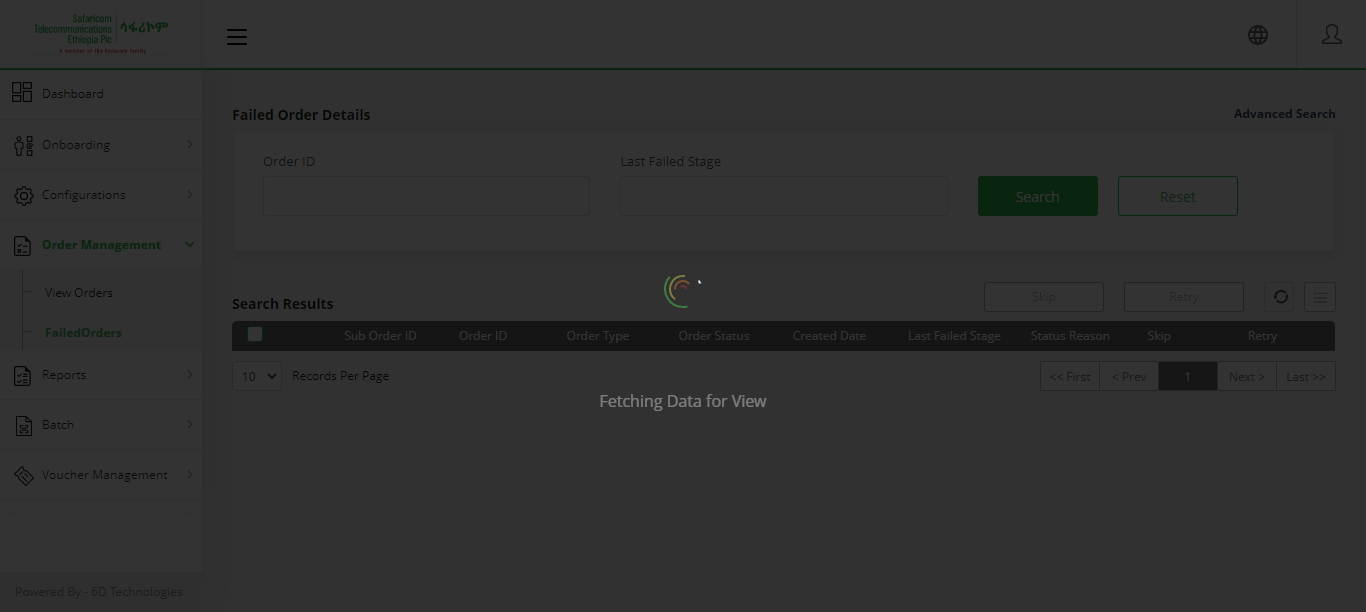 Safaricom
Telecommunications
Ethiopia Plc
ሳፋሪኮም
A member of the Vodacom family
Dashboard
Onboarding
Configurations
Order Management
View Orders
FailedOrders
Reports
Batch
Voucher Management
Powered By - 6D Technologies
Failed Order Details
Advanced Search
Order ID
Last Failed Stage
Search
Reset
Search Results
Skip
Retry
Sub Order ID Order ID Order Type Order Status Created Date Last Failed Stage Status Reason Skip Retry
10 Records Per Page
<< First < Prev 1 Next > Last >>
Fetching Data for View